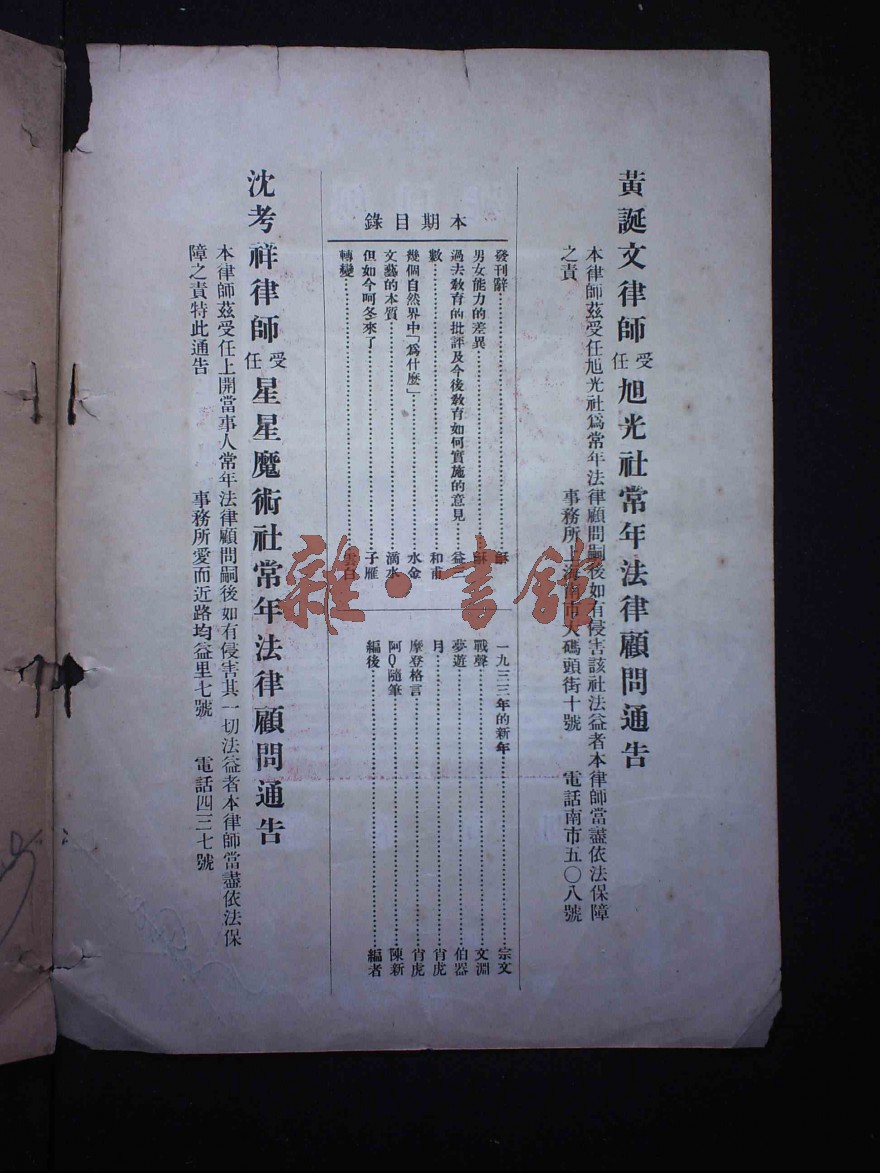 黃誕文律師受任旭光社常年法律顧問通告
本律師茲受任旭光社爲常年法律顧問嗣後如有侵害該社法益者本律師當盡依法保障
之責
事務所上海南市大碼頭街十號 電話南市五〇八號
本期目錄
發刊辭
男女能力的差異
過去敎育的批評及今後敎育如何實施的意見 益
數 和甫
幾個自然界中「爲什麼」 水金
文藝的本質 滴水
但如今呵冬來了 子雁
轉變 雲白
一九三三年的新年 宗文
戰聲 文淵
夢遊 伯器
月 肖虎
摩登格言 肖虎
阿Q隨筆 陳新
編後 編者
沈考祥律師受任星星魔術社常年法律顧問通告
本律師茲受任上開當事人常年法律顧問嗣後如有侵害其一切法益者本律師當盡依法保
障之責特此通告
事務所愛而近路均益里七號 電話四三七號
雜·書館